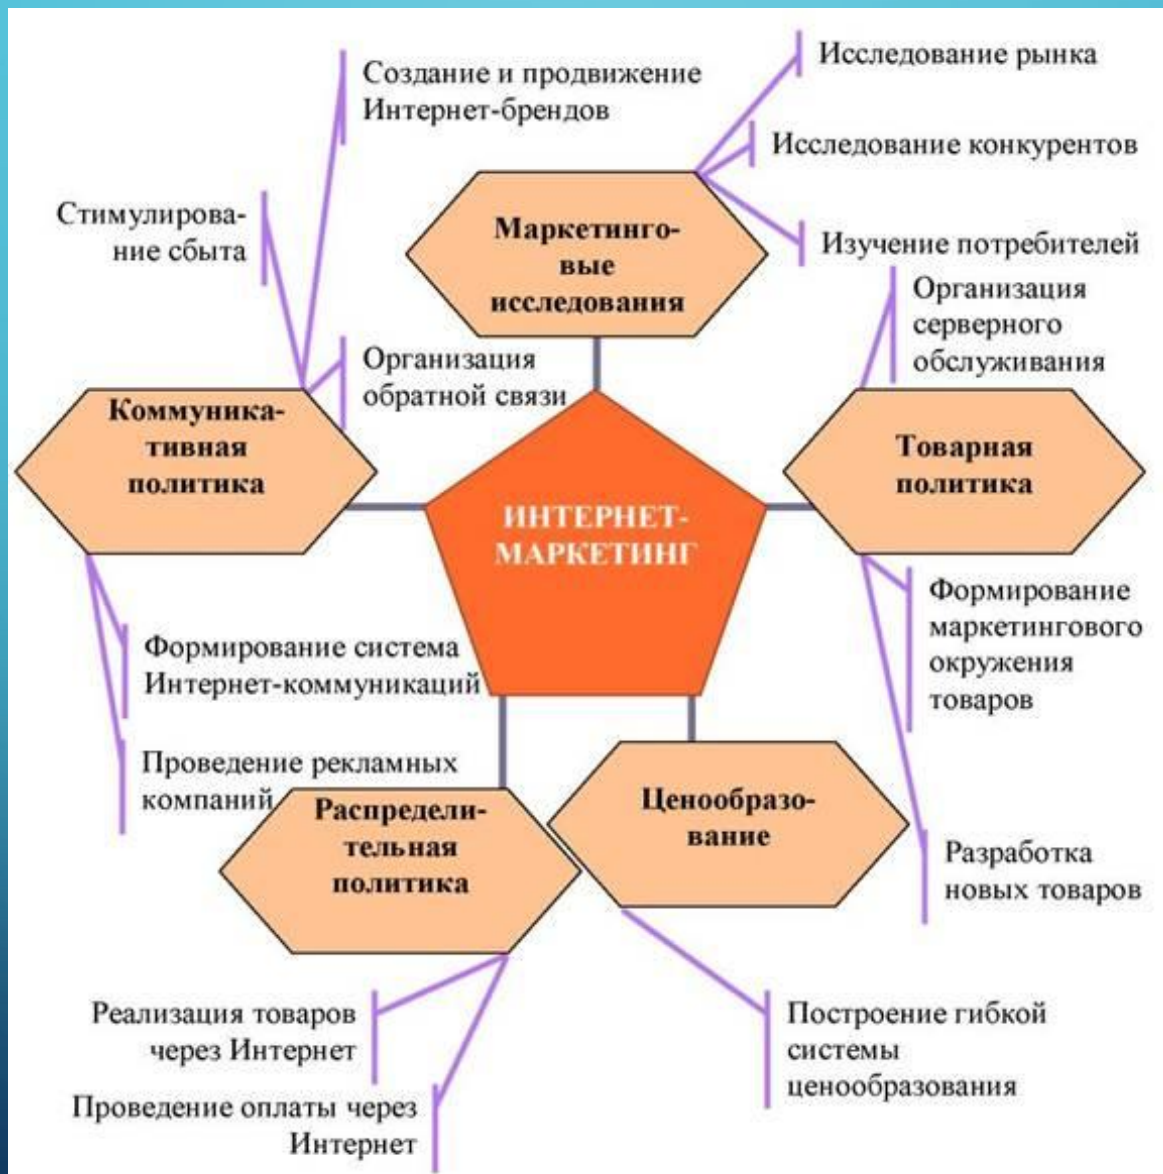 Создание и продвижение
Интернет-брендов
Стимулирова-
ние сбыта
Организация
обратной связи
Коммуника-
тивная
политика
Формирование система
Интернет-коммуникаций
Проведение рекламных
компаний
Маркетинго-
вые
исследования
Исследование рынка
Исследование конкурентов
Изучение потребителей
Организация
серверного
обслуживания
Товарная
политика
Формирование
маркетингового
окружения
товаров
Разработка
новых товаров
ИНТЕРНЕТ-
МАРКЕТИНГ
Распредели-
тельная
политика
Реализация товаров
через Интернет
Проведение оплаты через
Интернет
Ценообразо-
вание
Построение гибкой
системы
ценообразования